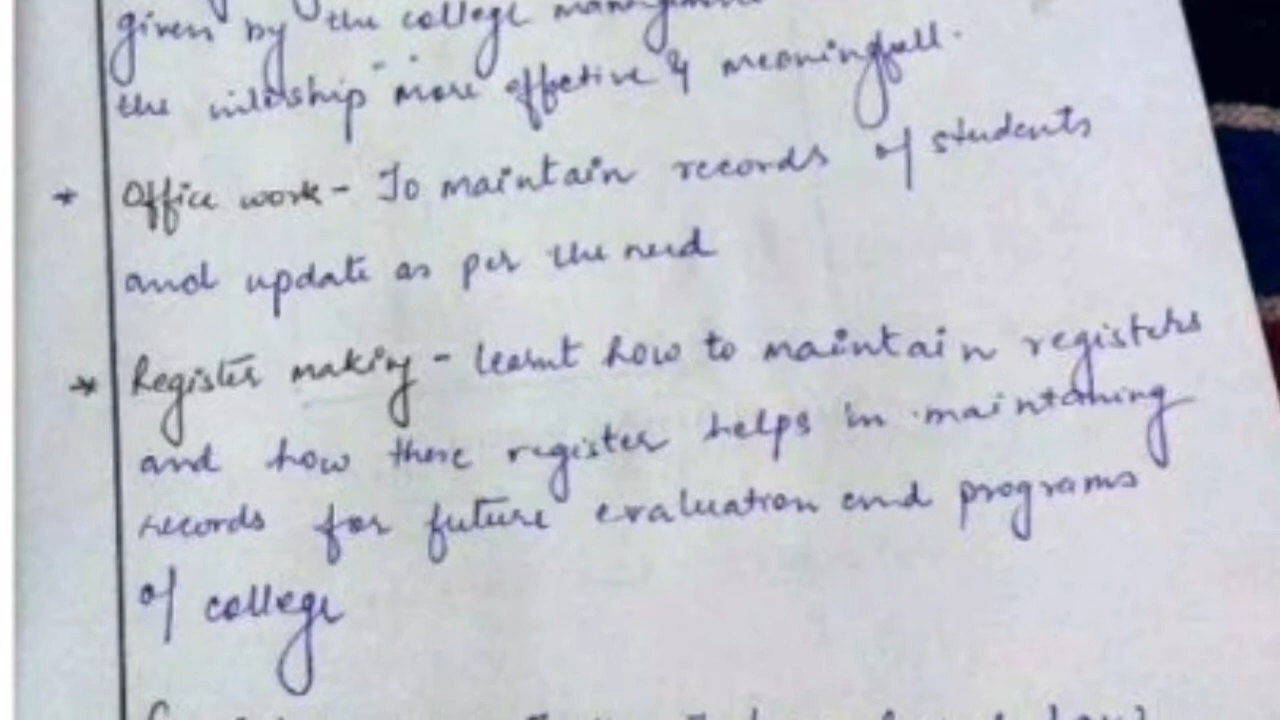 given by the college
the intership more effective & meaningfull.
→ Office work - To maintain records of students
and update as per the need
→ Register making - learnt how to maintain registers
and how these register helps in maintaning
records for future evaluation and programs
of college